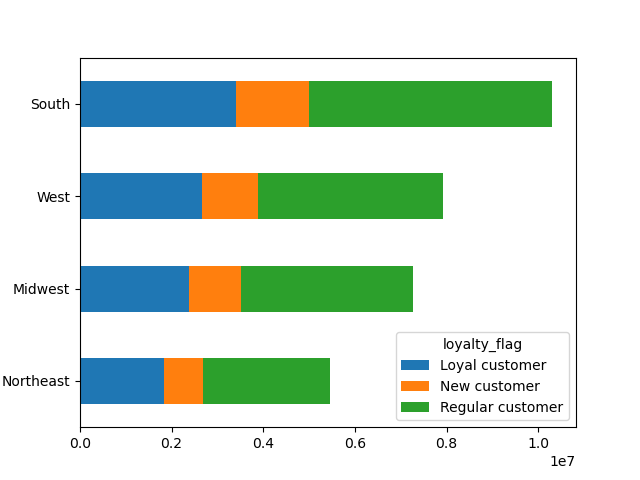 South
West
Midwest
Northeast
loyalty_flag
Loyal customer
New customer
Regular customer
0.0 0.2 0.4 0.6 0.8 1.0
1e7